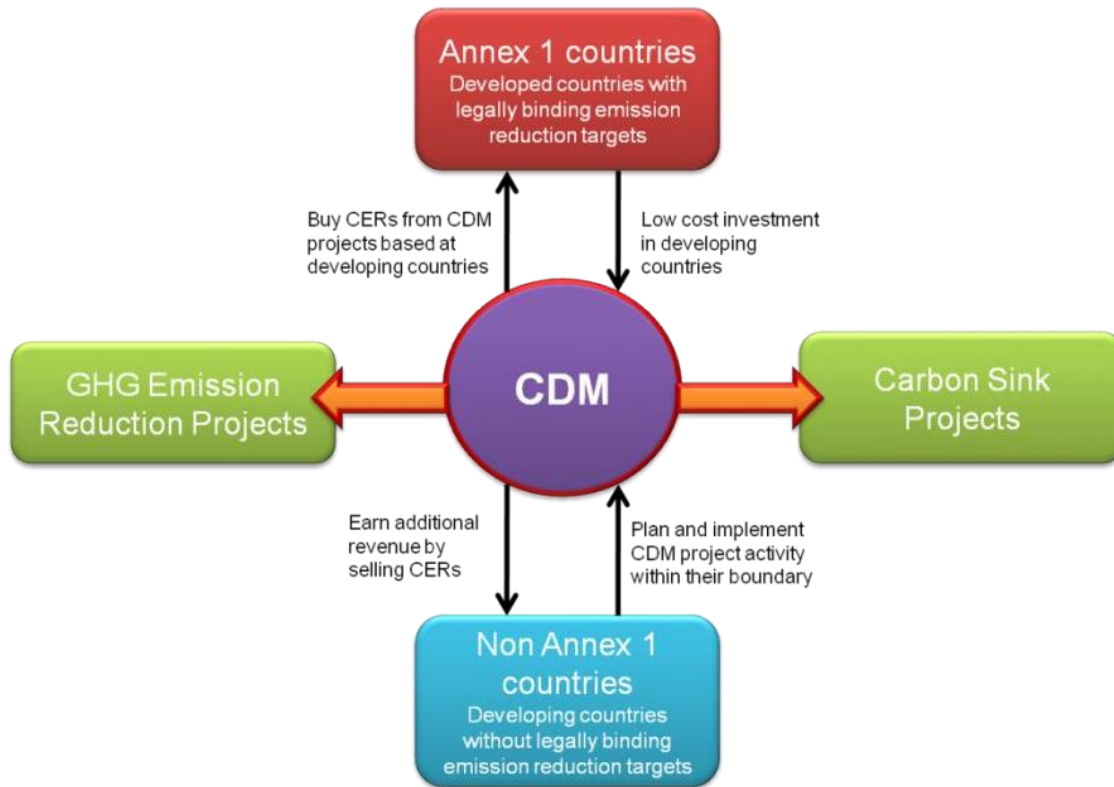 Annex 1 countries
Developed countries with
legally binding emission
reduction targets
Buy CERs from CDM
projects based at
developing countries
Low cost investment
in developing
countries
GHG Emission
Reduction Projects
CDM
Carbon Sink
Projects
Earn additional
revenue by
selling CERs
Plan and implement
CDM project activity
within their boundary
Non Annex 1
countries
Developing countries
without legally binding
emission reduction targets